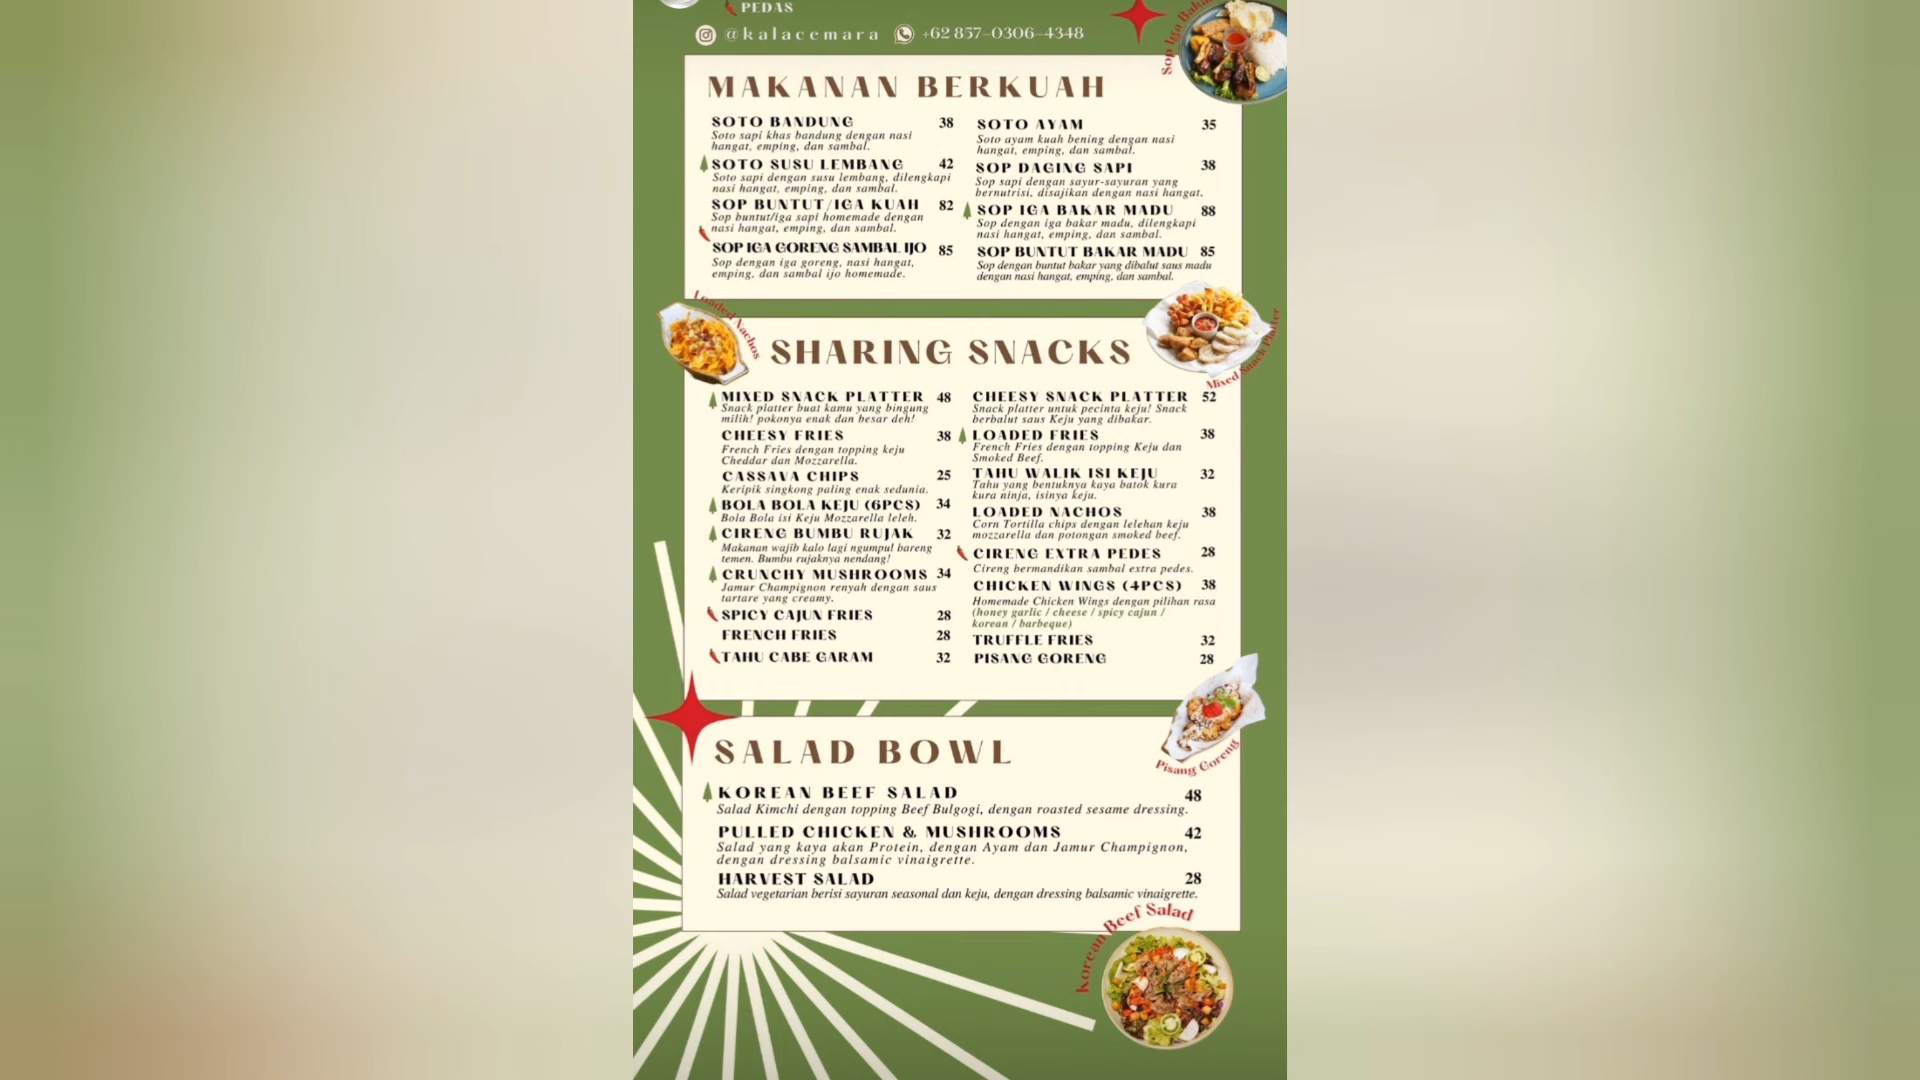 PEDAS
@kalacemara +62 857-0306-4348
Sop Iga Bakar
MAKANAN BERKUAH
SOTO BANDUNG 38
Soto sapi khas bandung dengan nasi
hangat, emping, dan sambal.
SOTO SUSU LEMBANG 42
Soto sapi dengan susu lembang, dilengkapi
nasi hangat, emping, dan sambal.
SOP BUNTUT/IGA KUAH 82
Sop buntut/iga sapi homemade dengan
nasi hangat, emping, dan sambal.
SOP IGA GORENG SAMBAL IJO 85
Sop dengan iga goreng, nasi hangat,
emping, dan sambal ijo homemade.
SOTO AYAM 35
Soto ayam kuah bening dengan nasi
hangat, emping, dan sambal.
SOP DAGING SAPI 38
Sop sapi dengan sayur-sayuran yang
bernutrisi, disajikan dengan nasi hangat.
SOP IGA BAKAR MADU 88
Sop dengan iga bakar madu, dilengkapi
nasi hangat, emping, dan sambal.
SOP BUNTUT BAKAR MADU 85
Sop dengan buntut bakar yang dibalut saus madu
dengan nasi hangat, emping, dan sambal.
Loaded Nachos
SHARING SNACKS
Mixed Snack Platter
MIXED SNACK PLATTER 48
Snack platter buat kamu yang bingung
milih! pokonya enak dan besar deh!
CHEESY FRIES 38
French Fries dengan topping keju
Cheddar dan Mozzarella.
CASSAVA CHIPS 25
Keripik singkong paling enak sedunia.
BOLA BOLA KEJU (6PCS) 34
Bola Bola isi Keju Mozzarella leleh.
CIRENG BUMBU RUJAK 32
Makanan wajib kalo lagi ngumpul bareng
temen. Bumbu rujaknya nendang!
CRUNCHY MUSHROOMS 34
Jamur Champignon renyah dengan saus
tartare yang creamy.
SPICY CAJUN FRIES 28
FRENCH FRIES 28
TAHU CABE GARAM 32
CHEESY SNACK PLATTER 52
Snack platter untuk pecinta keju! Snack
berbalut saus Keju yang dibakar.
LOADED FRIES 38
French Fries dengan topping Keju dan
Smoked Beef.
TAHU WALIK ISI KEJU 32
Tahu yang bentuknya kaya batok kura
kura ninja, isinya keju.
LOADED NACHOS 38
Corn Tortilla chips dengan lelehan keju
mozzarella dan potongan smoked beef.
CIRENG EXTRA PEDES 28
Cireng bermandikan sambal extra pedes.
CHICKEN WINGS (4PCS) 38
Homemade Chicken Wings dengan pilihan rasa
(honey garlic / cheese / spicy cajun /
korean / barbeque)
TRUFFLE FRIES 32
PISANG GORENG 28
Pisang Goreng
SALAD BOWL
KOREAN BEEF SALAD 48
Salad Kimchi dengan topping Beef Bulgogi, dengan roasted sesame dressing.
PULLED CHICKEN & MUSHROOMS 42
Salad yang kaya akan Protein, dengan Ayam dan Jamur Champignon,
dengan dressing balsamic vinaigrette.
HARVEST SALAD 28
Salad vegetarian berisi sayuran seasonal dan keju, dengan dressing balsamic vinaigrette.
Korean Beef Salad